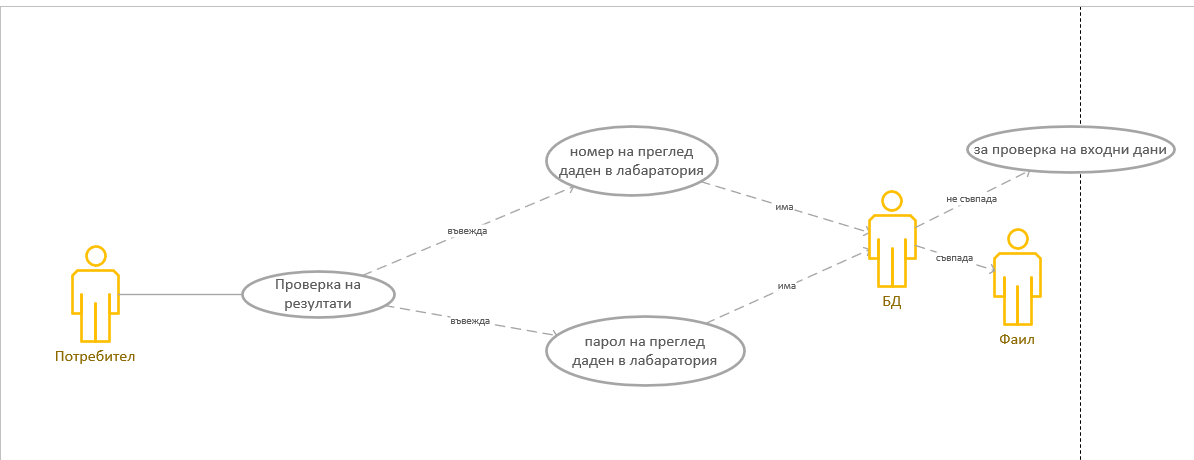 Потребител
Проверка на
резултати
въвежда
въвежда
номер на преглед
даден в лабаратория
парол на преглед
даден в лабаратория
има
има
БД
не съвпада
съвпада
за проверка на входни дани
Фаил